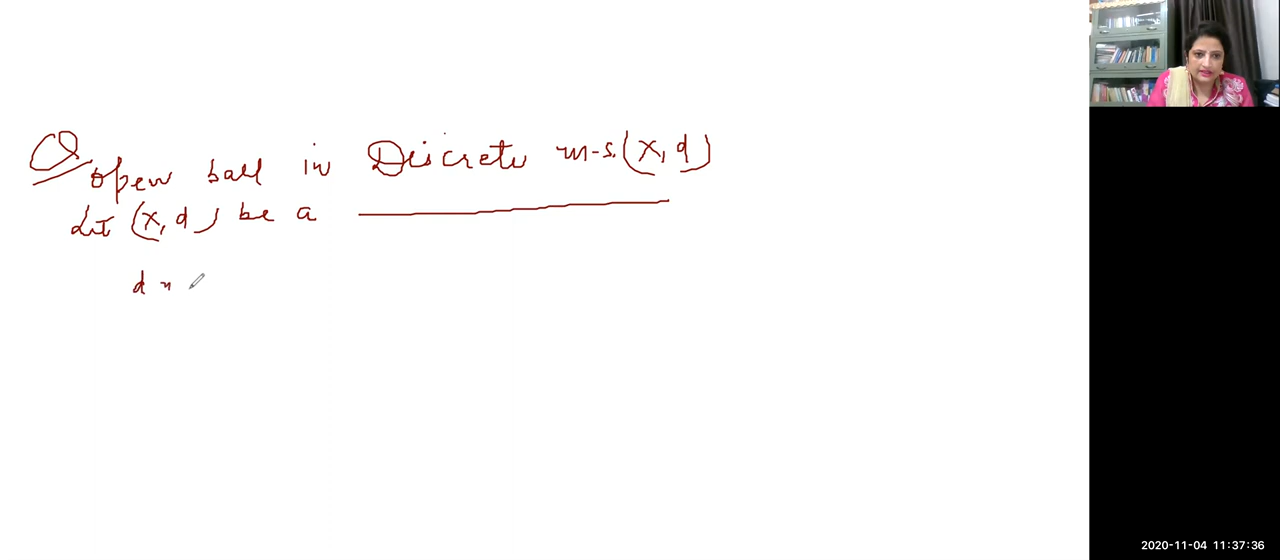 Q open ball in Discrete m-s. (X, d)
Let (X, d) be a
d
2020-11-04 11:37:36